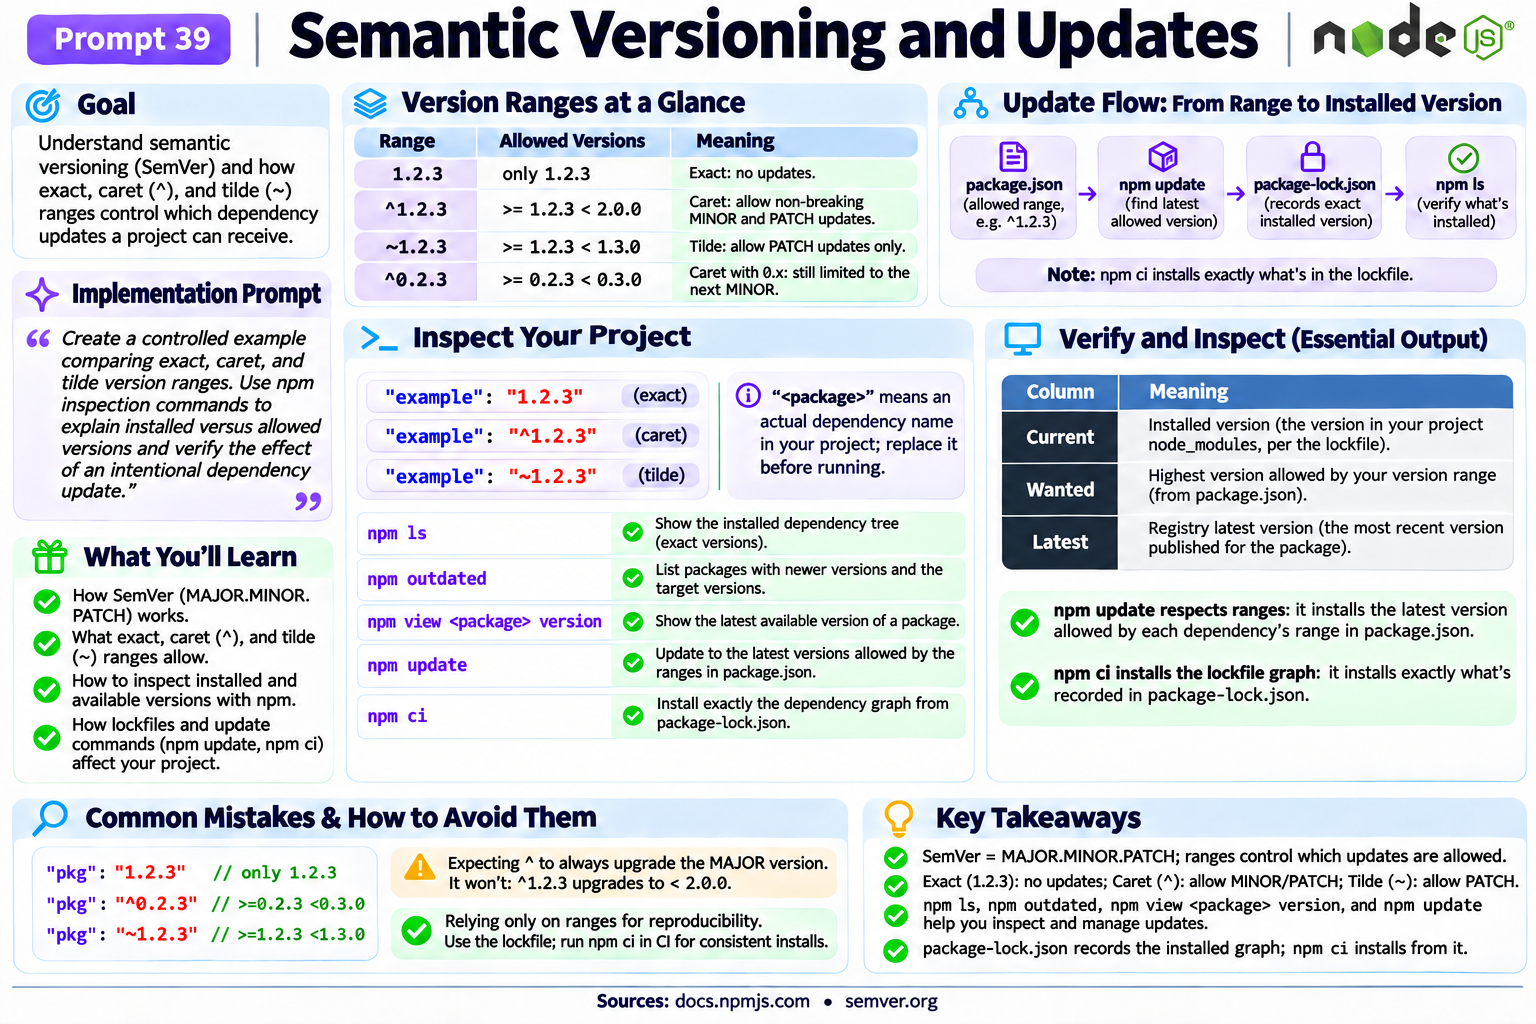 Prompt 39
Semantic Versioning and Updates
node JS ®
Goal
Understand semantic
versioning (SemVer) and how
exact, caret (^), and tilde (~)
ranges control which dependency
updates a project can receive.
Implementation Prompt
“ Create a controlled example
comparing exact, caret, and
tilde version ranges. Use npm
inspection commands to
explain installed versus allowed
versions and verify the effect
of an intentional dependency
update.”
”
What You’ll Learn
How SemVer (MAJOR.MINOR.
PATCH) works.
What exact, caret (^), and tilde
(~) ranges allow.
How to inspect installed and
available versions with npm.
How lockfiles and update
commands (npm update, npm ci)
affect your project.
Version Ranges at a Glance
Range Allowed Versions Meaning
1.2.3 only 1.2.3 Exact: no updates.
^1.2.3 >= 1.2.3 < 2.0.0 Caret: allow non-breaking
MINOR and PATCH updates.
~1.2.3 >= 1.2.3 < 1.3.0 Tilde: allow PATCH updates only.
^0.2.3 >= 0.2.3 < 0.3.0 Caret with 0.x: still limited to the
next MINOR.
Update Flow: From Range to Installed Version
package.json
(allowed range,
e.g. ^1.2.3)
npm update
(find latest
allowed version)
package-lock.json
(records exact
installed version)
npm ls
(verify what's
installed)
Note: npm ci installs exactly what's in the lockfile.
Inspect Your Project
"example": "1.2.3" (exact)
"example": "^1.2.3" (caret)
"example": "~1.2.3" (tilde)
“<package>” means an
actual dependency name
in your project; replace it
before running.
npm ls Show the installed dependency tree
(exact versions).
npm outdated List packages with newer versions and the
target versions.
npm view <package> version Show the latest available version of a package.
npm update Update to the latest versions allowed by the
ranges in package.json.
npm ci Install exactly the dependency graph from
package-lock.json.
Verify and Inspect (Essential Output)
Column Meaning
Current Installed version (the version in your project
node_modules, per the lockfile).
Wanted Highest version allowed by your version range
(from package.json).
Latest Registry latest version (the most recent version
published for the package).
npm update respects ranges: it installs the latest version
allowed by each dependency’s range in package.json.
npm ci installs the lockfile graph: it installs exactly what’s
recorded in package-lock.json.
Common Mistakes & How to Avoid Them
"pkg": "1.2.3" // only 1.2.3
"pkg": "^0.2.3" // >=0.2.3 <0.3.0
"pkg": "~1.2.3" // >=1.2.3 <1.3.0
Expecting ^ to always upgrade the MAJOR version.
It won’t: ^1.2.3 upgrades to < 2.0.0.
Relying only on ranges for reproducibility.
Use the lockfile; run npm ci in CI for consistent installs.
Key Takeaways
SemVer = MAJOR.MINOR.PATCH; ranges control which updates are allowed.
Exact (1.2.3): no updates; Caret (^): allow MINOR/PATCH; Tilde (~): allow PATCH.
npm ls, npm outdated, npm view <package> version, and npm update
help you inspect and manage updates.
package-lock.json records the installed graph; npm ci installs from it.
Sources: docs.npmjs.com • semver.org